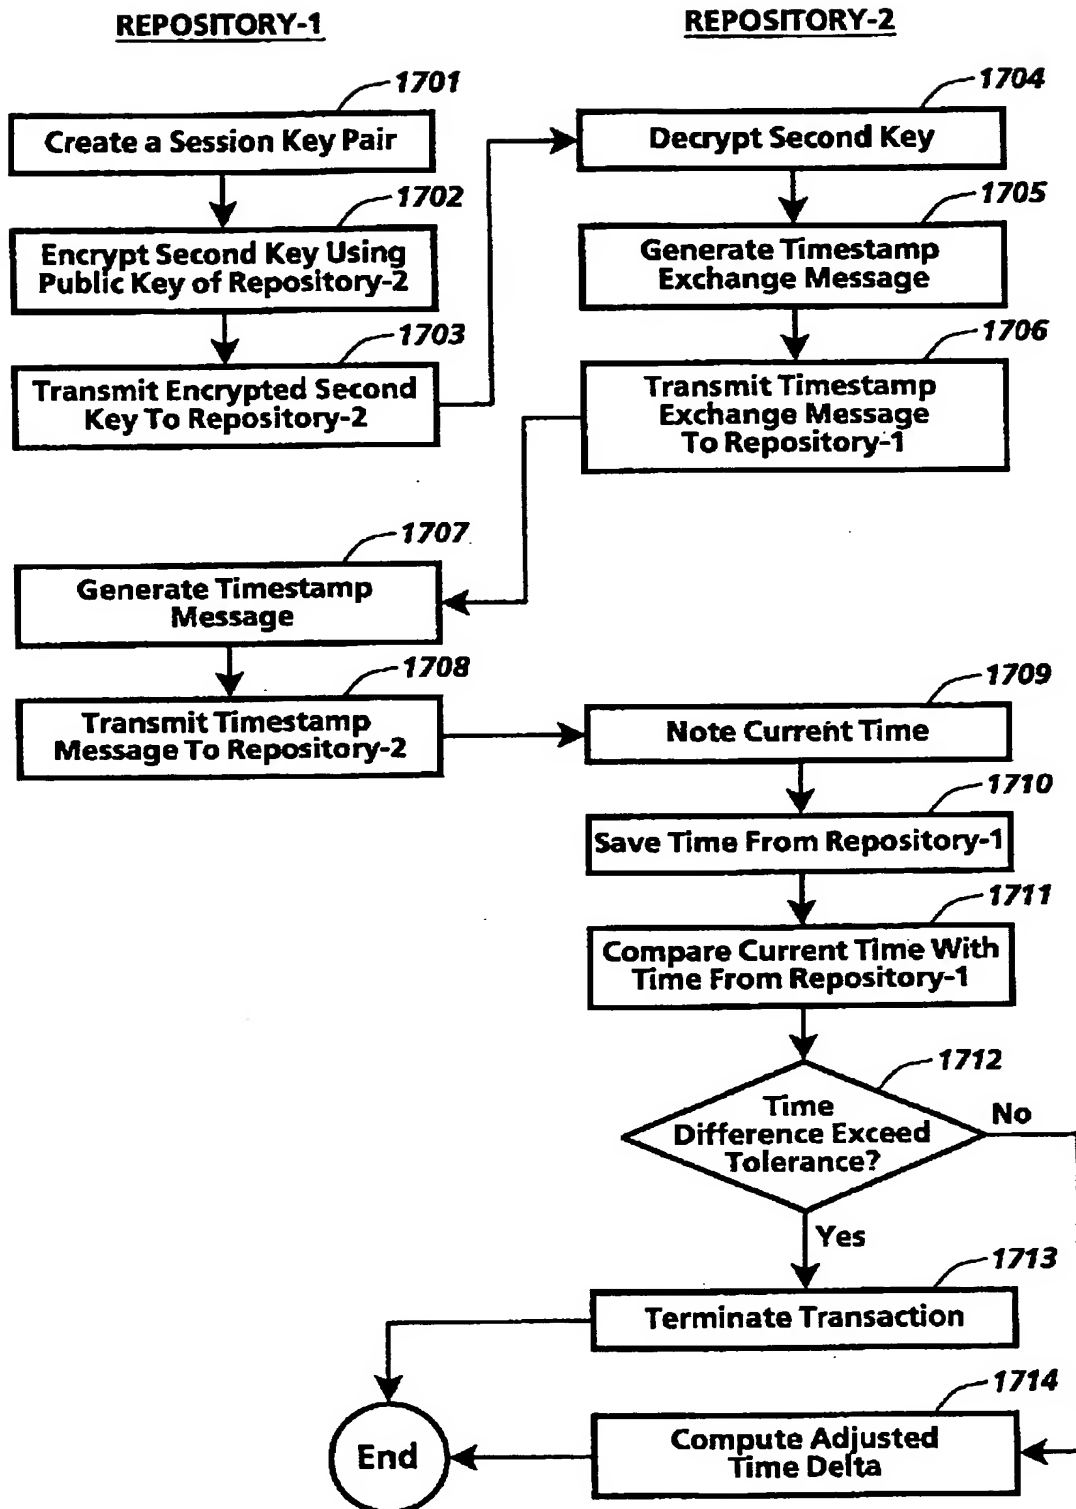 REPOSITORY-1
REPOSITORY-2
1701
Create a Session Key Pair
1702
Encrypt Second Key Using
Public Key of Repository-2
1703
Transmit Encrypted Second
Key To Repository-2
1704
Decrypt Second Key
1705
Generate Timestamp
Exchange Message
1706
Transmit Timestamp
Exchange Message
To Repository-1
1707
Generate Timestamp
Message
1708
Transmit Timestamp
Message To Repository-2
1709
Note Current Time
1710
Save Time From Repository-1
1711
Compare Current Time With
Time From Repository-1
1712
Time
Difference Exceed
Tolerance?
No
Yes
1713
Terminate Transaction
1714
Compute Adjusted
Time Delta
End